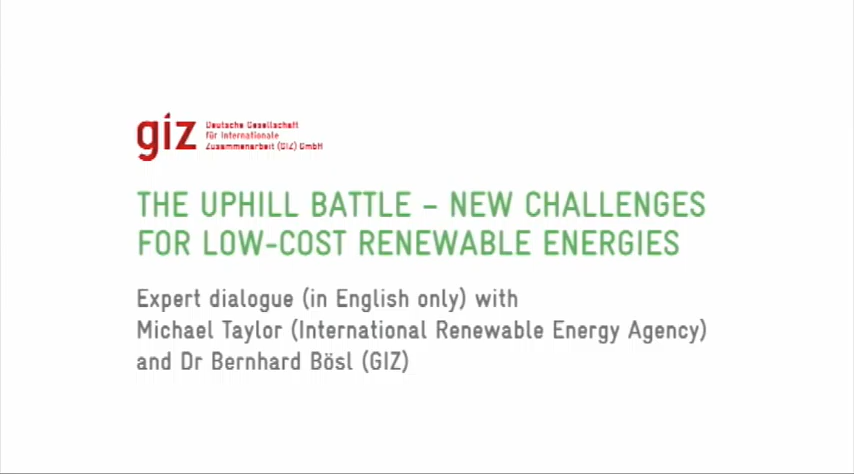 giz
Deutsche Gesellschaft
für Internationale
Zusammenarbeit (GIZ) GmbH
THE UPHILL BATTLE – NEW CHALLENGES
FOR LOW-COST RENEWABLE ENERGIES
Expert dialogue (in English only) with
Michael Taylor (International Renewable Energy Agency)
and Dr Bernhard Bösl (GIZ)